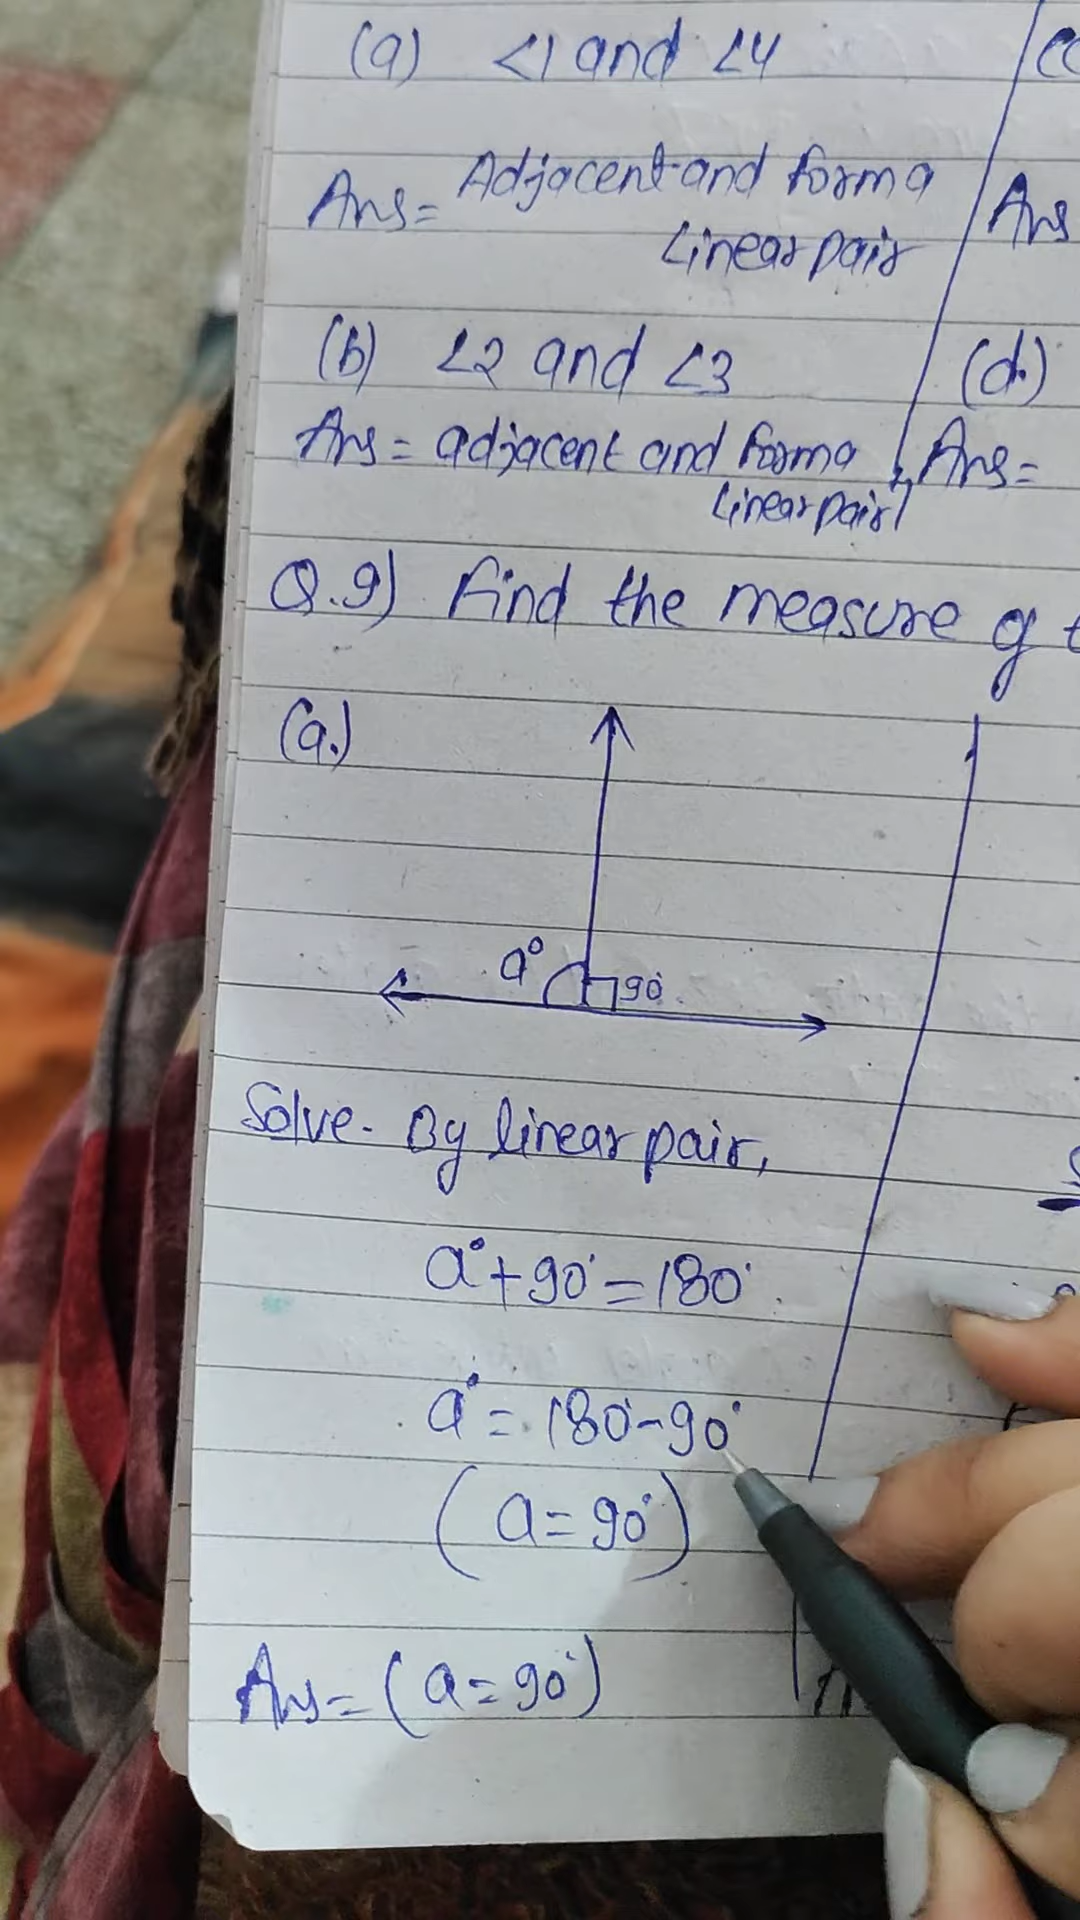 (a) ∠1 and ∠4
Ans= Adjacent and form a
Linear pair
(b) ∠2 and ∠3
Ans= adjacent and form a
Linear pair
(d.)
Ans
Ans=
Q.9) Find the measure of
(a.)
a° 90°
Solve- By linear pair,
a°+90°=180°
a°=180°-90°
(a=90°)
Ans=(a=90°)